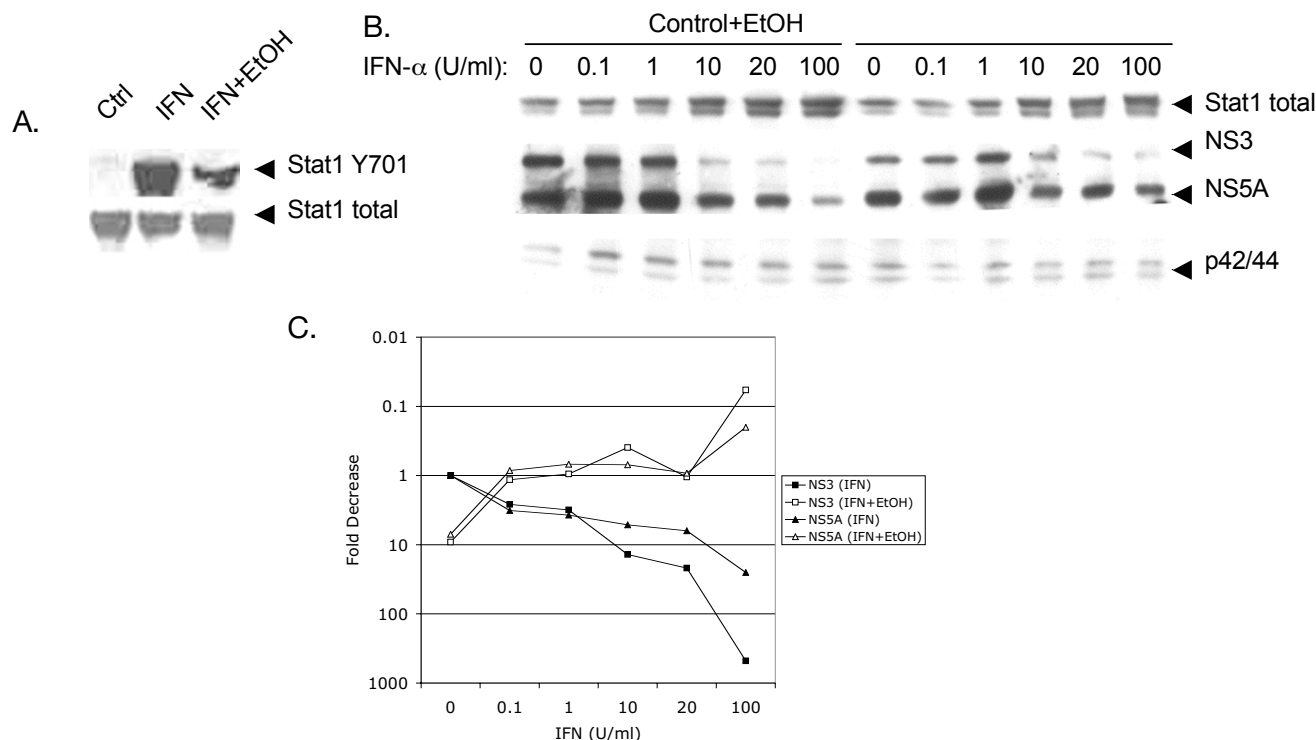 A.
Ctrl
IFN
IFN+EtOH
Stat1 Y701
Stat1 total
B.
Control+EtOH
IFN-α (U/ml): 0 0.1 1 10 20 100 0 0.1 1 10 20 100
Stat1 total
NS3
NS5A
p42/44
C.
Fold Decrease
0.01
0.1
1
10
100
1000
0 0.1 1 10 20 100
IFN (U/ml)
NS3 (IFN)
NS3 (IFN+EtOH)
NS5A (IFN)
NS5A (IFN+EtOH)